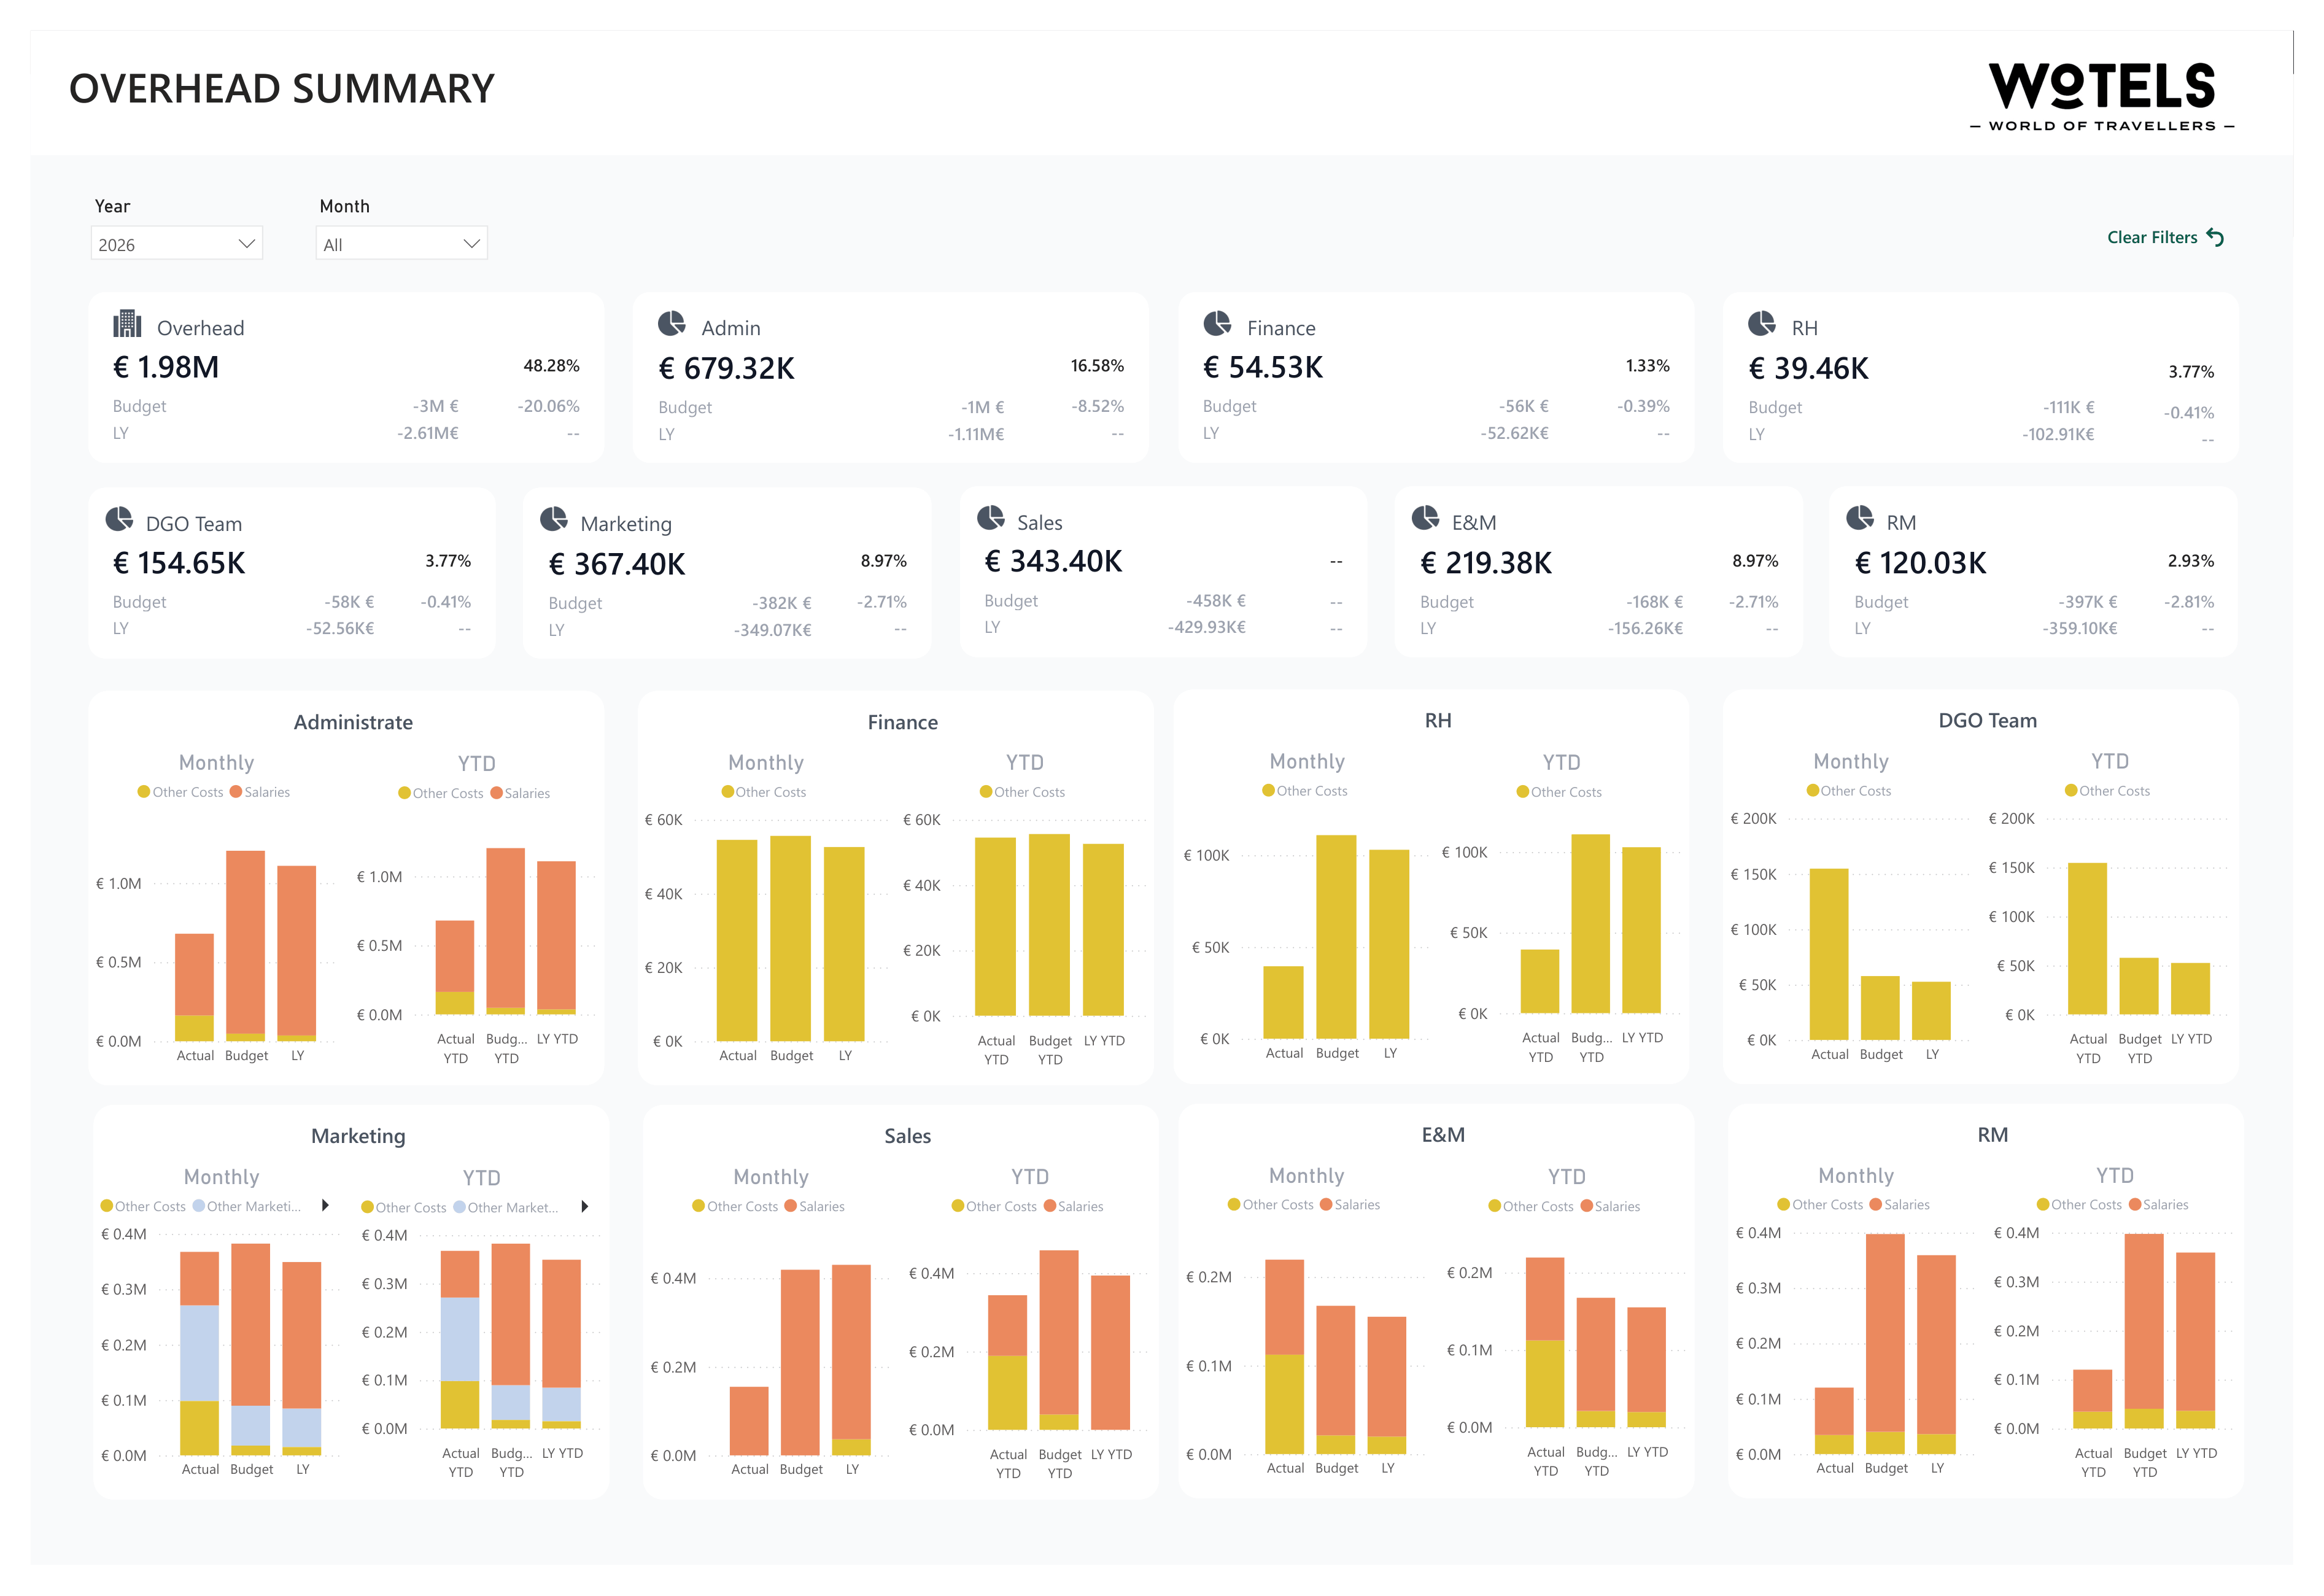 OVERHEAD SUMMARY
WOTELS
— WORLD OF TRAVELLERS —
Year
Month
2026
All
Clear Filters
Overhead
€ 1.98M
48.28%
Budget -3M € -20.06%
LY -2.61M€ --
Admin
€ 679.32K
16.58%
Budget -1M € -8.52%
LY -1.11M€ --
Finance
€ 54.53K
1.33%
Budget -56K € -0.39%
LY -52.62K€ --
RH
€ 39.46K
3.77%
Budget -111K € -0.41%
LY -102.91K€ --
DGO Team
€ 154.65K
3.77%
Budget -58K € -0.41%
LY -52.56K€ --
Marketing
€ 367.40K
8.97%
Budget -382K € -2.71%
LY -349.07K€ --
Sales
€ 343.40K
--
Budget -458K € --
LY -429.93K€ --
E&M
€ 219.38K
8.97%
Budget -168K € -2.71%
LY -156.26K€ --
RM
€ 120.03K
2.93%
Budget -397K € -2.81%
LY -359.10K€ --
Administrate
Monthly
Other Costs Salaries
€ 1.0M
€ 0.5M
€ 0.0M
Actual Budget LY
YTD
Other Costs Salaries
€ 1.0M
€ 0.5M
€ 0.0M
Actual Budg... LY YTD
YTD YTD
Finance
Monthly
Other Costs
€ 60K
€ 40K
€ 20K
€ 0K
Actual Budget LY
YTD
Other Costs
€ 60K
€ 40K
€ 20K
€ 0K
Actual Budget LY YTD
YTD YTD
RH
Monthly
Other Costs
€ 100K
€ 50K
€ 0K
Actual Budget LY
YTD
Other Costs
€ 100K
€ 50K
€ 0K
Actual Budg... LY YTD
YTD YTD
DGO Team
Monthly
Other Costs
€ 200K
€ 150K
€ 100K
€ 50K
€ 0K
Actual Budget LY
YTD
Other Costs
€ 200K
€ 150K
€ 100K
€ 50K
€ 0K
Actual Budget LY YTD
YTD YTD
Marketing
Monthly
Other Costs Other Marketi...
€ 0.4M
€ 0.3M
€ 0.2M
€ 0.1M
€ 0.0M
Actual Budget LY
YTD
Other Costs Other Market...
€ 0.4M
€ 0.3M
€ 0.2M
€ 0.1M
€ 0.0M
Actual Budg... LY YTD
YTD YTD
Sales
Monthly
Other Costs Salaries
€ 0.4M
€ 0.2M
€ 0.0M
Actual Budget LY
YTD
Other Costs Salaries
€ 0.4M
€ 0.2M
€ 0.0M
Actual Budget LY YTD
YTD YTD
E&M
Monthly
Other Costs Salaries
€ 0.2M
€ 0.1M
€ 0.0M
Actual Budget LY
YTD
Other Costs Salaries
€ 0.2M
€ 0.1M
€ 0.0M
Actual Budg... LY YTD
YTD YTD
RM
Monthly
Other Costs Salaries
€ 0.4M
€ 0.3M
€ 0.2M
€ 0.1M
€ 0.0M
Actual Budget LY
YTD
Other Costs Salaries
€ 0.4M
€ 0.3M
€ 0.2M
€ 0.1M
€ 0.0M
Actual Budget LY YTD
YTD YTD